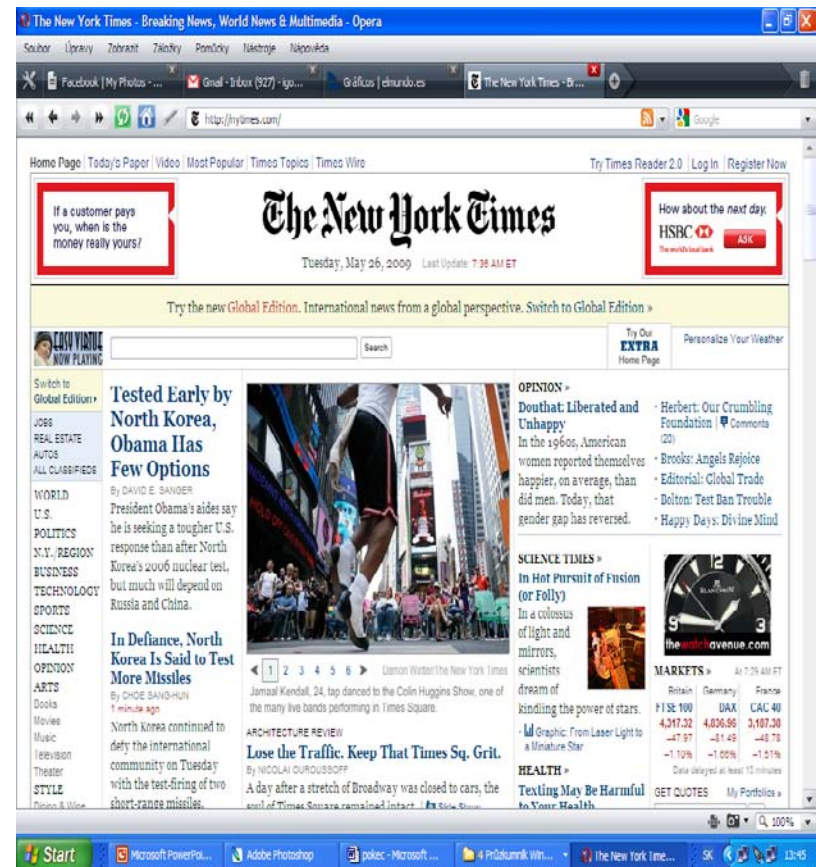 The New York Times - Breaking News, World News & Multimedia - Opera
Soubor Úpravy Zobrazit Záložky Pomůcky Nástroje Nápověda
Facebook | My Photos - ... Gmail - Inbox (927) - igo... Gráficos | elmundo.es The New York Times - Br...
http://nytimes.com/ Google
Home Page Today's Paper Video Most Popular Times Topics Times Wire
Try Times Reader 2.0 Log In Register Now
If a customer pays
you, when is the
money really yours?
The New York Times
Tuesday, May 26, 2009 Last Update: 7:36 AM ET
How about the next day.
HSBC
The world's local bank
ASK
Try the new Global Edition. International news from a global perspective. Switch to Global Edition »
EASY VIRTUE
NOW PLAYING
Search
Try Our
EXTRA
Home Page
Personalize Your Weather
Switch to
Global Edition
JOBS
REAL ESTATE
AUTOS
ALL CLASSIFIEDS
WORLD
U.S.
POLITICS
N.Y./REGION
BUSINESS
TECHNOLOGY
SPORTS
SCIENCE
HEALTH
OPINION
ARTS
Books
Movies
Music
Television
Theater
STYLE
Dining & Wine
Tested Early by
North Korea,
Obama Has
Few Options
By DAVID E. SANGER
President Obama's aides say
he is seeking a tougher U.S.
response than after North
Korea's 2006 nuclear test,
but much will depend on
Russia and China.
In Defiance, North
Korea Is Said to Test
More Missiles
By CHOE SANG-HUN
1 minute ago
North Korea continued to
defy the international
community on Tuesday
with the test-firing of two
short-range missiles,
1 2 3 4 5 6 Damon Winter/The New York Times
Jamaal Kendall, 24, tap danced to the Colin Huggins Show, one of
the many live bands performing in Times Square.
ARCHITECTURE REVIEW
Lose the Traffic. Keep That Times Sq. Grit.
By NICOLAI OUROUSSOFF
A day after a stretch of Broadway was closed to cars, the
soul of Times Square remained intact. | Slide Show
OPINION »
Douthat: Liberated and
Unhappy
In the 1960s, American
women reported themselves
happier, on average, than
did men. Today, that
gender gap has reversed.
· Herbert: Our Crumbling
Foundation | Comments
(20)
· Brooks: Angels Rejoice
· Editorial: Global Trade
· Bolton: Test Ban Trouble
· Happy Days: Divine Mind
SCIENCE TIMES »
In Hot Pursuit of Fusion
(or Folly)
In a colossus
of light and
mirrors,
scientists
dream of
kindling the power of stars.
· Graphic: From Laser Light to
a Miniature Star
HEALTH »
Texting May Be Harmful
to Your Health
BLANCPAIN
thewatchavenue.com
MARKETS » At 7:29 AM ET
Britain Germany France
FTSE 100 DAX CAC 40
4,317.32 4,836.96 3,187.38
−47.97 −81.49 −48.78
−1.10% −1.66% −1.51%
Data delayed at least 15 minutes
GET QUOTES My Portfolios »
100%
Start Microsoft PowerPoi... Adobe Photoshop pokec - Microsoft ... 4 Průzkumník Win... The New York Time... SK 13:45